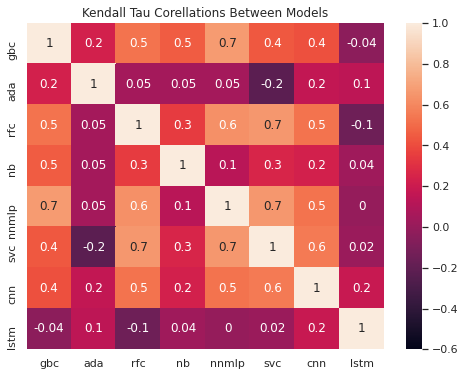 Kendall Tau Corellations Between Models
gbc 1 0.2 0.5 0.5 0.7 0.4 0.4 -0.04
ada 0.2 1 0.05 0.05 0.05 -0.2 0.2 0.1
rfc 0.5 0.05 1 0.3 0.6 0.7 0.5 -0.1
nb 0.5 0.05 0.3 1 0.1 0.3 0.2 0.04
nnmlp 0.7 0.05 0.6 0.1 1 0.7 0.5 0
svc 0.4 -0.2 0.7 0.3 0.7 1 0.6 0.02
cnn 0.4 0.2 0.5 0.2 0.5 0.6 1 0.2
lstm -0.04 0.1 -0.1 0.04 0 0.02 0.2 1
gbc ada rfc nb nnmlp svc cnn lstm
1.0
0.8
0.6
0.4
0.2
0.0
−0.2
−0.4
−0.6